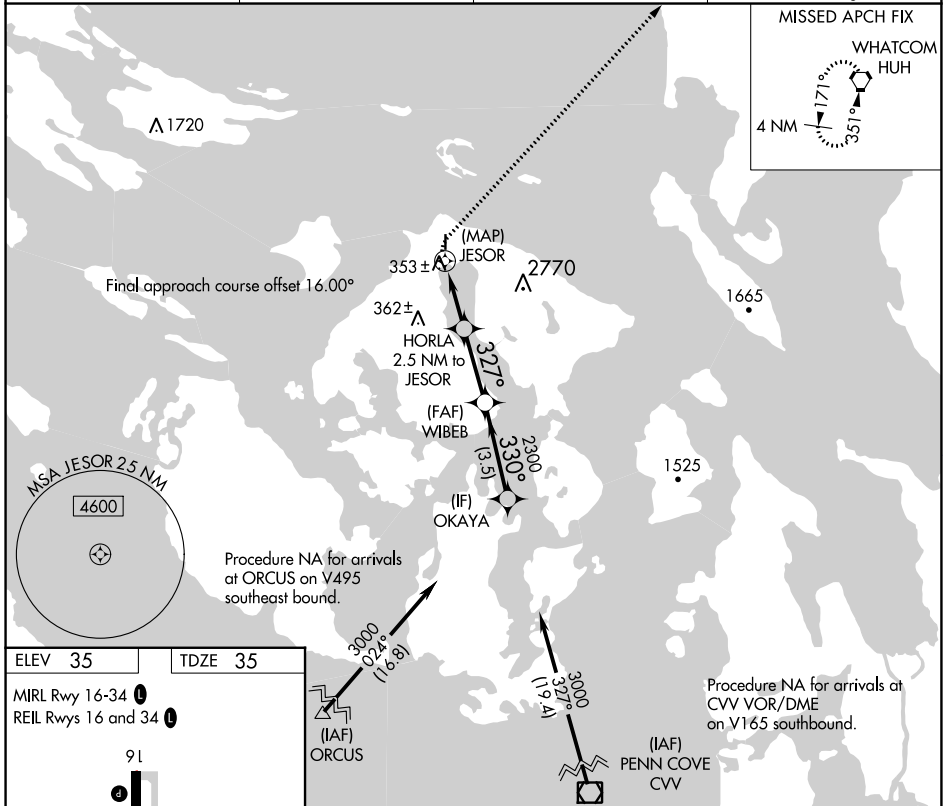 MISSED APCH FIX
WHATCOM
HUH
171°
351°
4 NM
1720
(MAP)
JESOR
353 ±
2770
Final approach course offset 16.00°
362 ±
1665
HORLA
2.5 NM to
JESOR
327°
(FAF)
WIBEB
2300
330°
(3.5)
MSA JESOR 25 NM
4600
1525
(IF)
OKAYA
Procedure NA for arrivals
at ORCUS on V495
southeast bound.
3000
024°
(16.8)
3000
327°
(19.4)
Procedure NA for arrivals at
CVV VOR/DME
on V165 southbound.
(IAF)
ORCUS
(IAF)
PENN COVE
CVV
ELEV 35
TDZE 35
MIRL Rwy 16-34 L
REIL Rwys 16 and 34 L
16
P